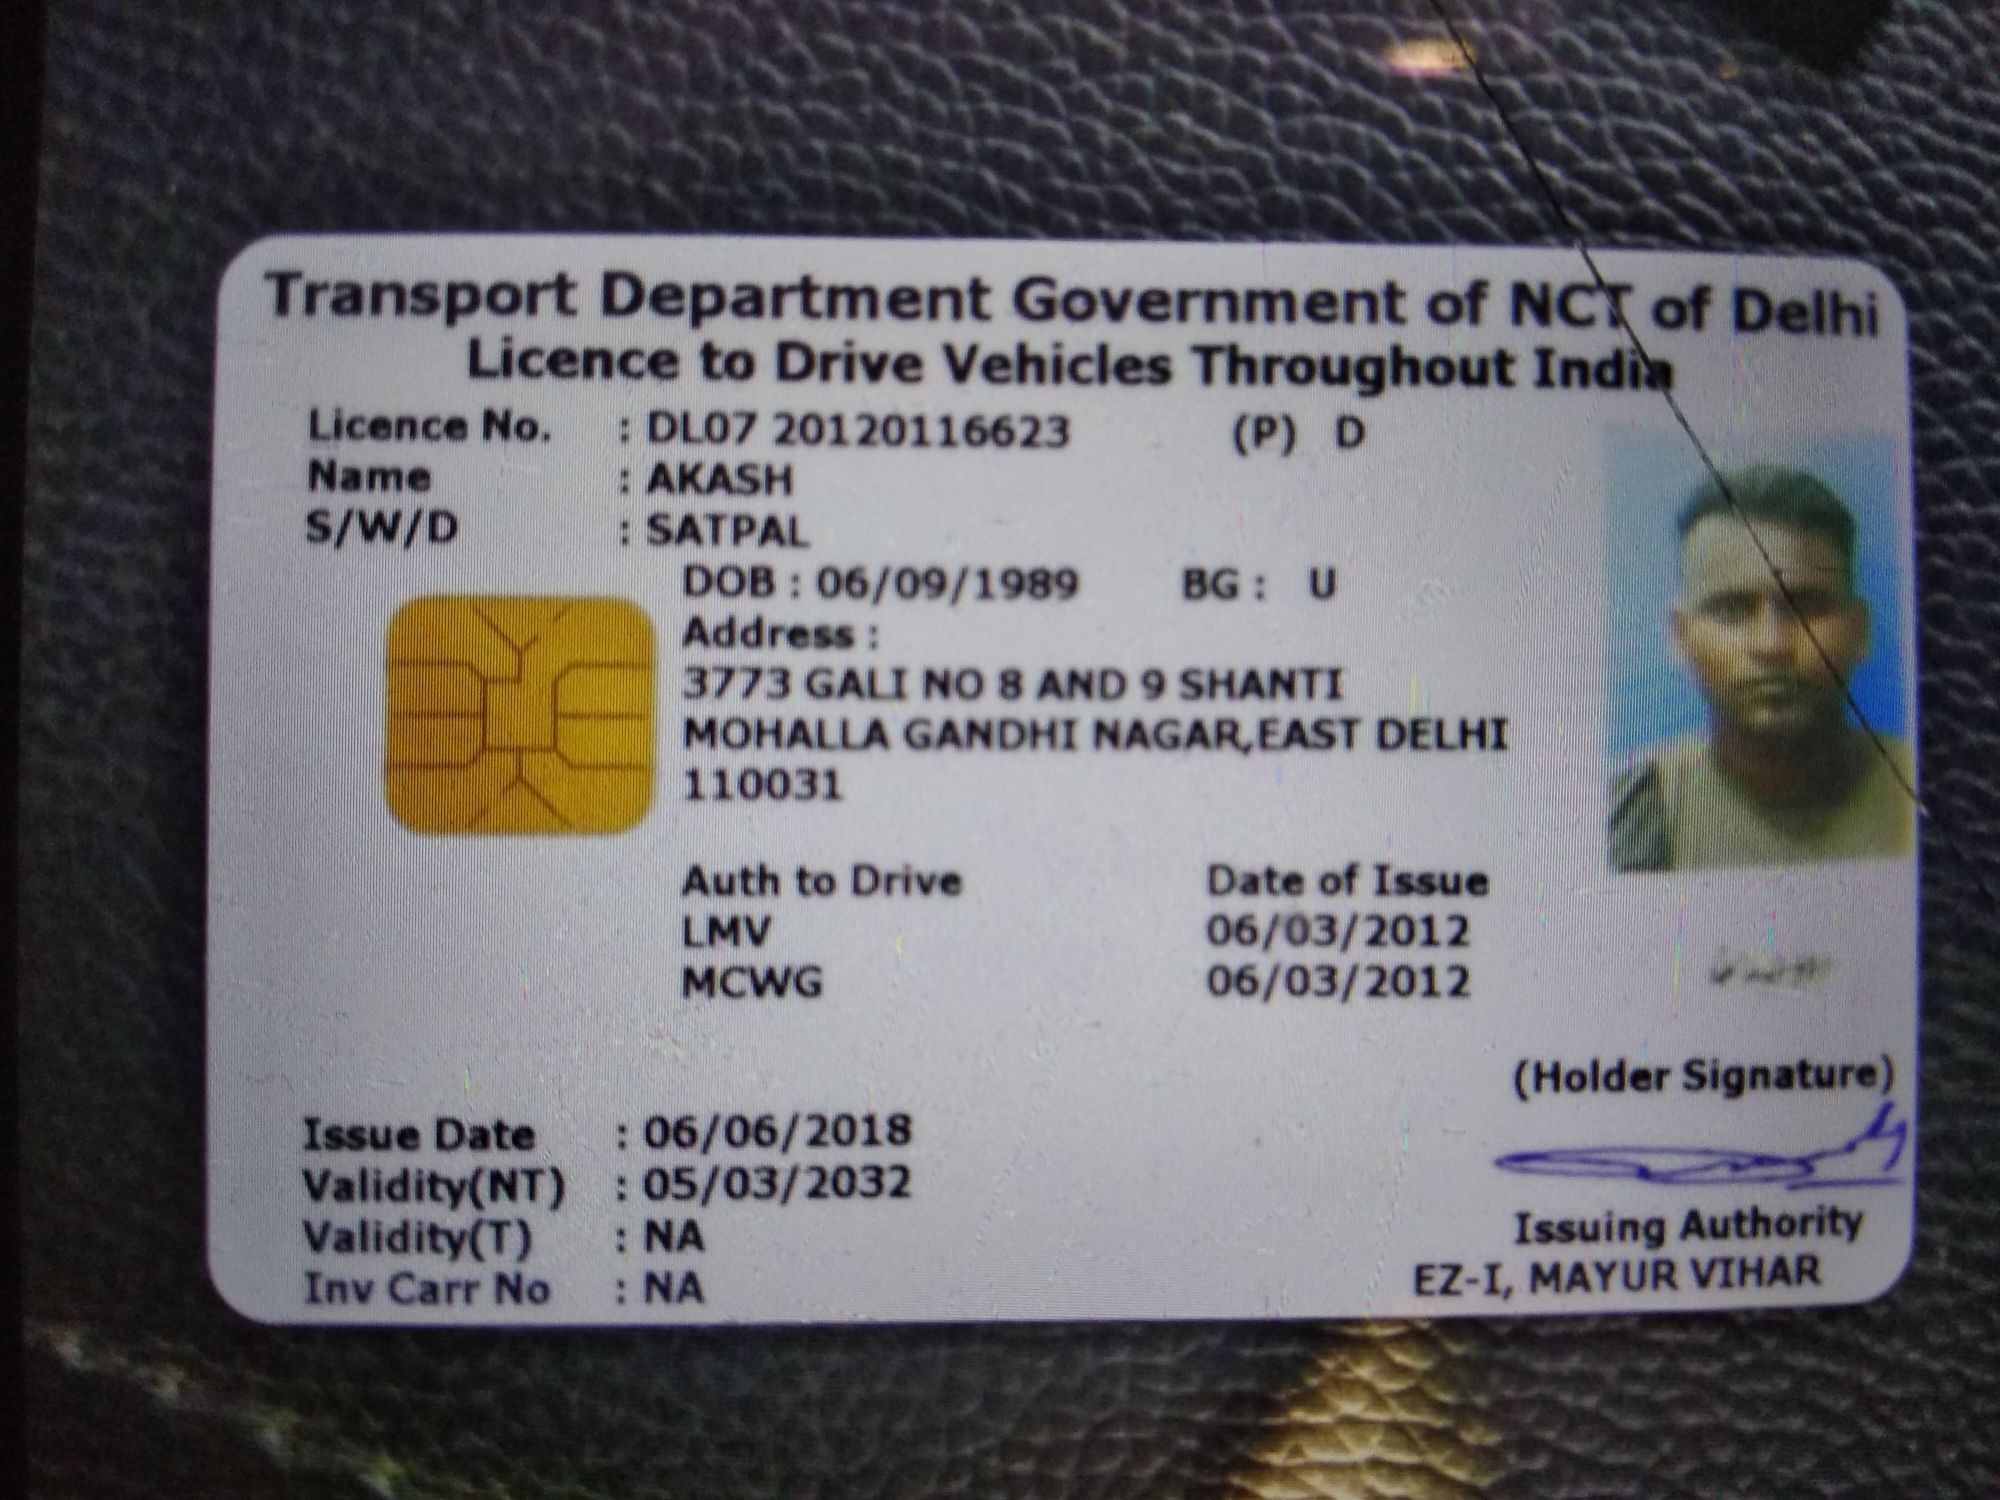 Transport Department Government of NCT of Delhi
Licence to Drive Vehicles Throughout India
Licence No. : DL07 20120116623 (P) D
Name : AKASH
S/W/D : SATPAL
DOB : 06/09/1989 BG : U
Address :
3773 GALI NO 8 AND 9 SHANTI
MOHALLA GANDHI NAGAR,EAST DELHI
110031
Auth to Drive Date of Issue
LMV 06/03/2012
MCWG 06/03/2012
(Holder Signature)
Issue Date : 06/06/2018
Validity(NT) : 05/03/2032
Validity(T) : NA
Inv Carr No : NA
Issuing Authority
EZ-I, MAYUR VIHAR